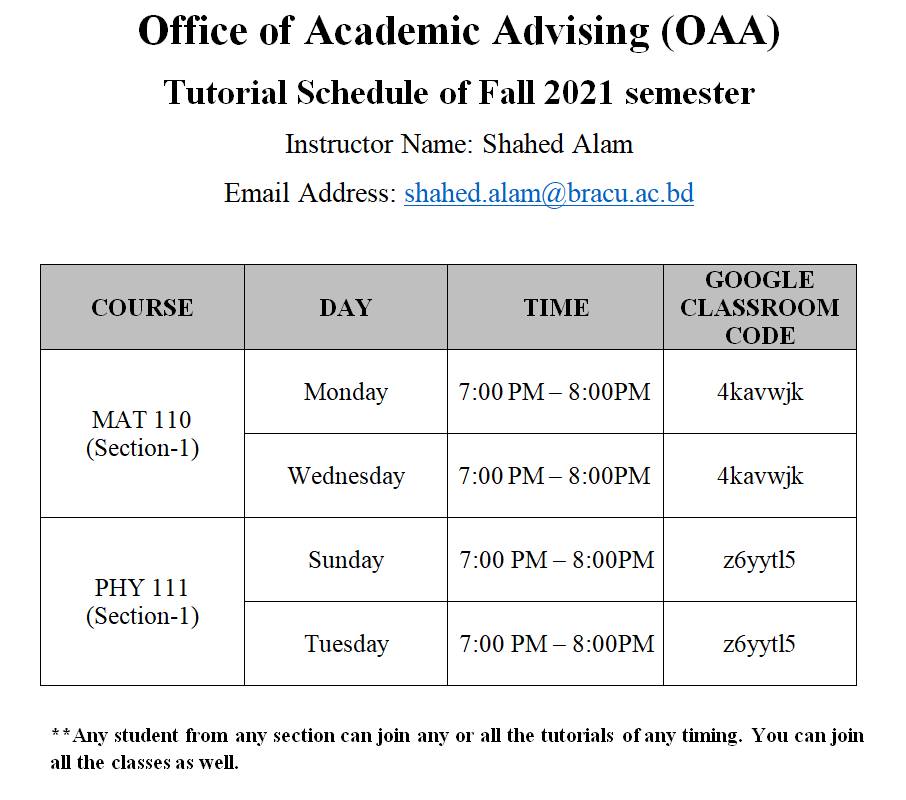 Office of Academic Advising (OAA)
Tutorial Schedule of Fall 2021 semester
Instructor Name: Shahed Alam
Email Address: shahed.alam@bracu.ac.bd
COURSE DAY TIME GOOGLE CLASSROOM CODE
MAT 110
(Section-1)
Monday 7:00 PM – 8:00PM 4kavwjk
Wednesday 7:00 PM – 8:00PM 4kavwjk
PHY 111
(Section-1)
Sunday 7:00 PM – 8:00PM z6yytl5
Tuesday 7:00 PM – 8:00PM z6yytl5
**Any student from any section can join any or all the tutorials of any timing. You can join
all the classes as well.